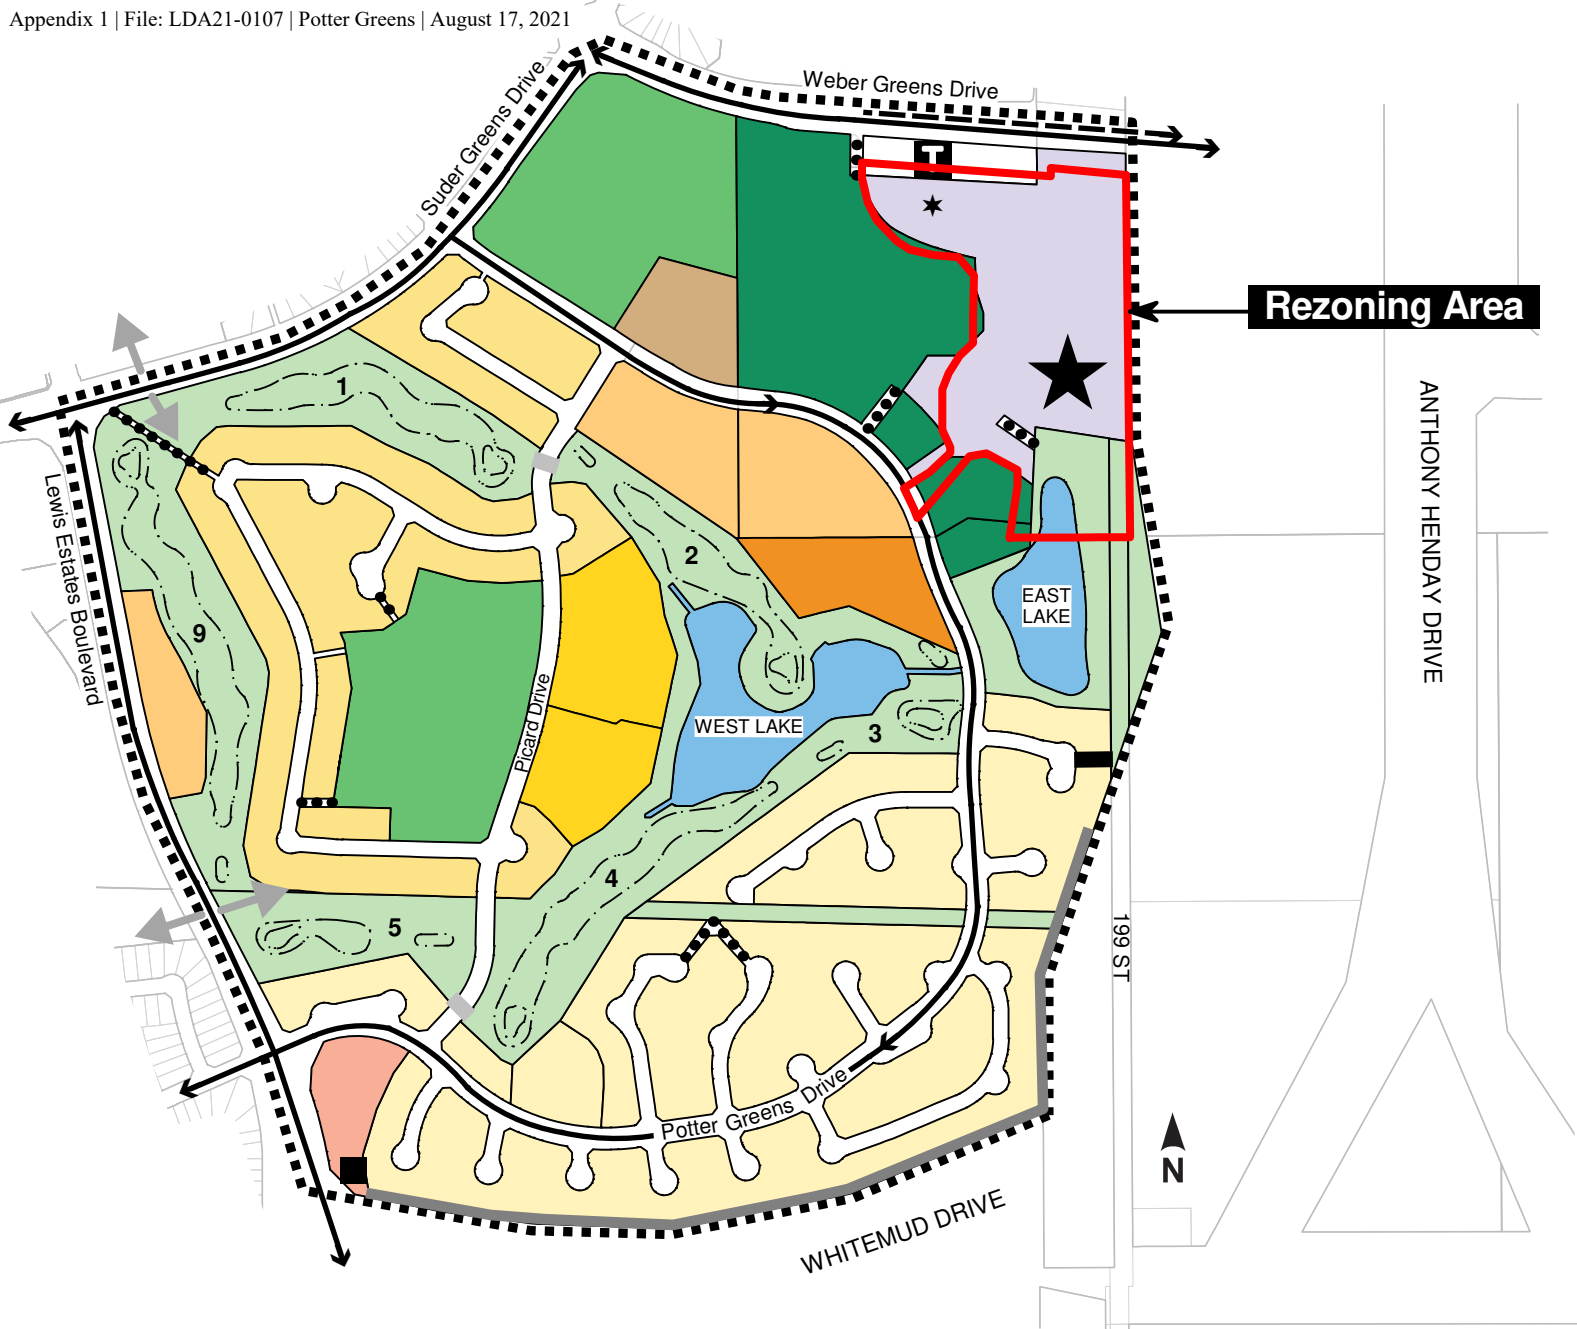 Appendix 1 | File: LDA21-0107 | Potter Greens | August 17, 2021
Weber Greens Drive
Suder Greens Drive
T
Rezoning Area
1
ANTHONY HENDAY DRIVE
Lewis Estates Boulevard
2
EAST
LAKE
9
Picard Drive
WEST LAKE
3
4
5
199 ST
Potter Greens Drive
N
WHITEMUD DRIVE